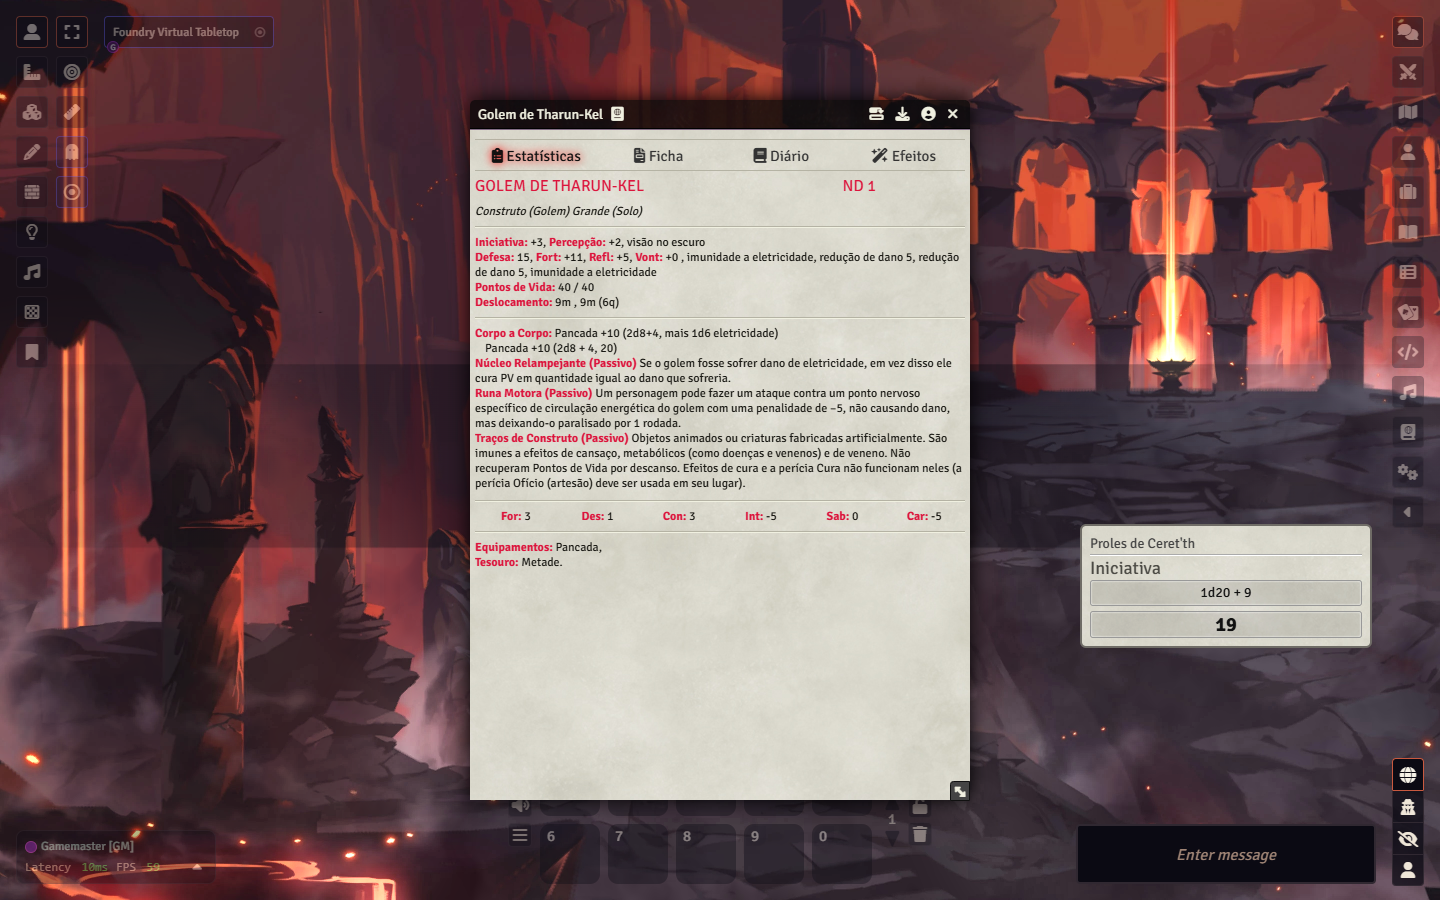 Foundry Virtual Tabletop
G
Golem de Tharun-Kel
Estatísticas
Ficha
Diário
Efeitos
GOLEM DE THARUN-KEL
ND 1
Construto (Golem) Grande (Solo)
Iniciativa: +3, Percepção: +2, visão no escuro
Defesa: 15, Fort: +11, Refl: +5, Vont: +0 , imunidade a eletricidade, redução de dano 5, redução
de dano 5, imunidade a eletricidade
Pontos de Vida: 40 / 40
Deslocamento: 9m , 9m (6q)
Corpo a Corpo: Pancada +10 (2d8+4, mais 1d6 eletricidade)
Pancada +10 (2d8 + 4, 20)
Núcleo Relampejante (Passivo) Se o golem fosse sofrer dano de eletricidade, em vez disso ele
cura PV em quantidade igual ao dano que sofreria.
Runa Motora (Passivo) Um personagem pode fazer um ataque contra um ponto nervoso
específico de circulação energética do golem com uma penalidade de –5, não causando dano,
mas deixando-o paralisado por 1 rodada.
Traços de Construto (Passivo) Objetos animados ou criaturas fabricadas artificialmente. São
imunes a efeitos de cansaço, metabólicos (como doenças e venenos) e de veneno. Não
recuperam Pontos de Vida por descanso. Efeitos de cura e a perícia Cura não funcionam neles (a
perícia Ofício (artesão) deve ser usada em seu lugar).
For: 3 Des: 1 Con: 3 Int: -5 Sab: 0 Car: -5
Equipamentos: Pancada,
Tesouro: Metade.
Proles de Ceret'th
Iniciativa
1d20 + 9
19
1
6 7 8 9 0
Gamemaster [GM]
Latency 10ms FPS 59
Enter message